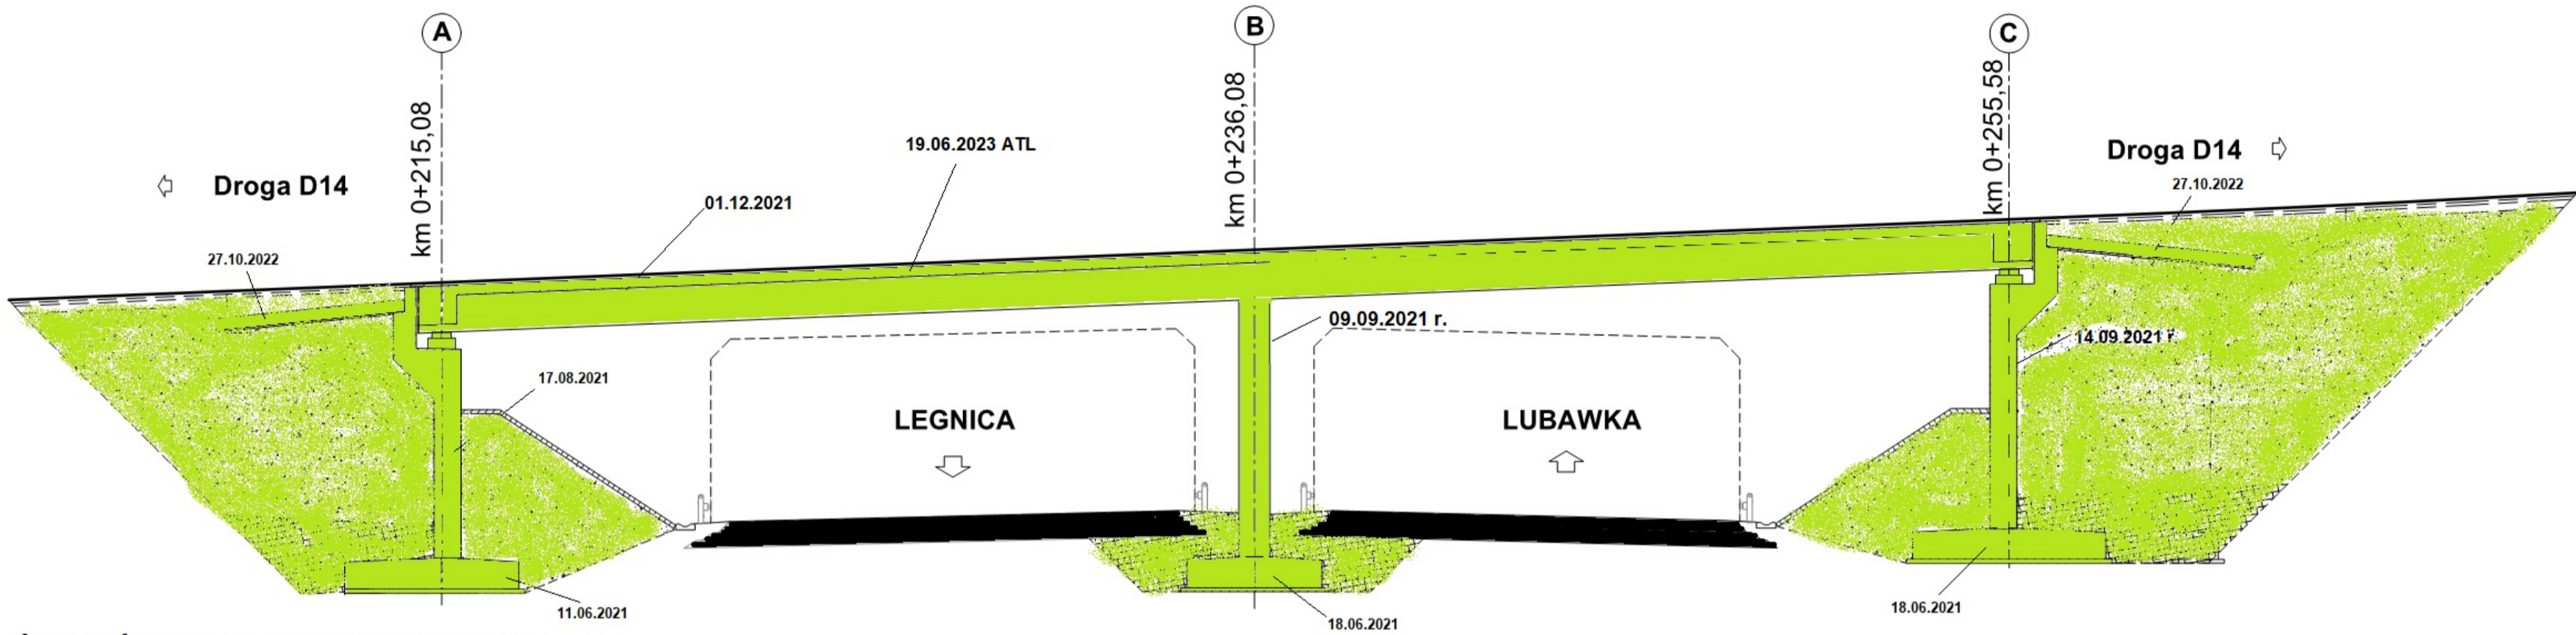 A
B
C
km 0+215,08
km 0+236,08
km 0+255,58
19.06.2023 ATL
Droga D14
Droga D14
27.10.2022
01.12.2021
27.10.2022
09.09.2021 r.
14.09.2021 r
17.08.2021
LEGNICA
LUBAWKA
11.06.2021
18.06.2021
18.06.2021